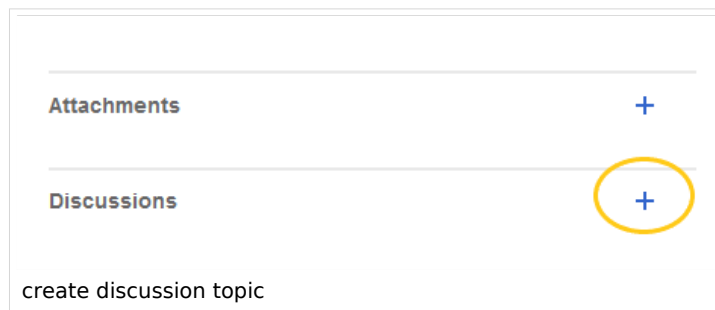 Attachments +
Discussions +
create discussion topic